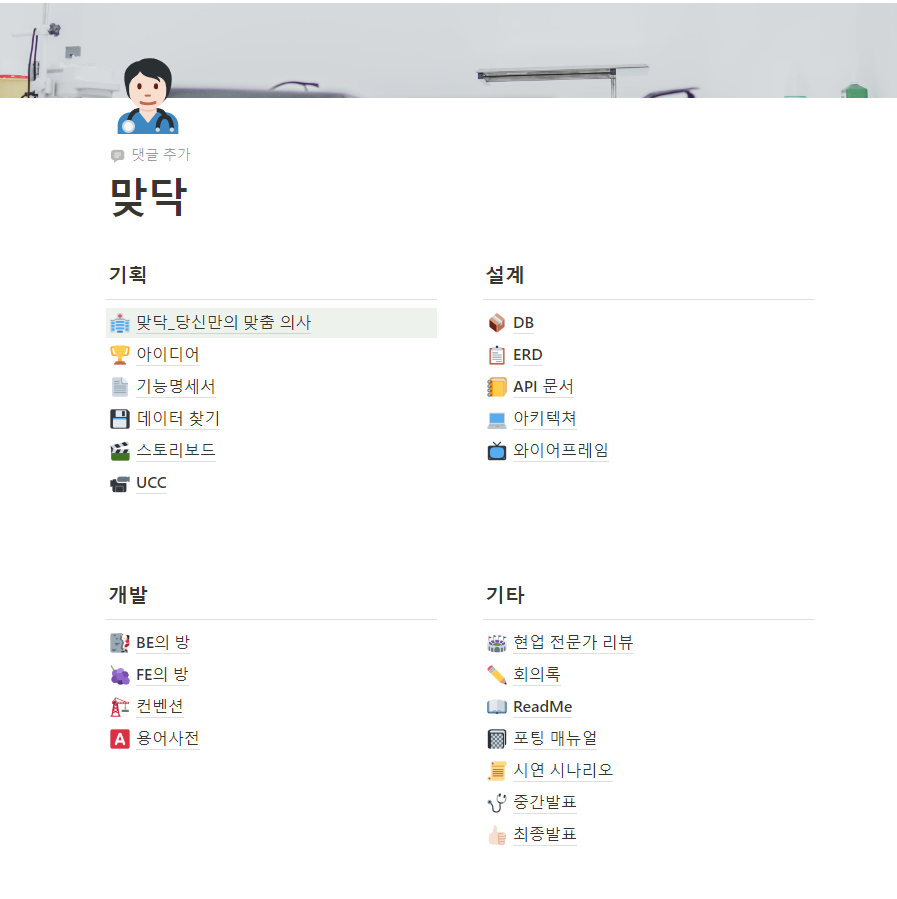 댓글 추가
맞닥
기획
맞닥_당신만의 맞춤 의사
아이디어
기능명세서
데이터 찾기
스토리보드
UCC
설계
DB
ERD
API 문서
아키텍쳐
와이어프레임
개발
BE의 방
FE의 방
컨벤션
용어사전
기타
현업 전문가 리뷰
회의록
ReadMe
포팅 매뉴얼
시연 시나리오
중간발표
최종발표